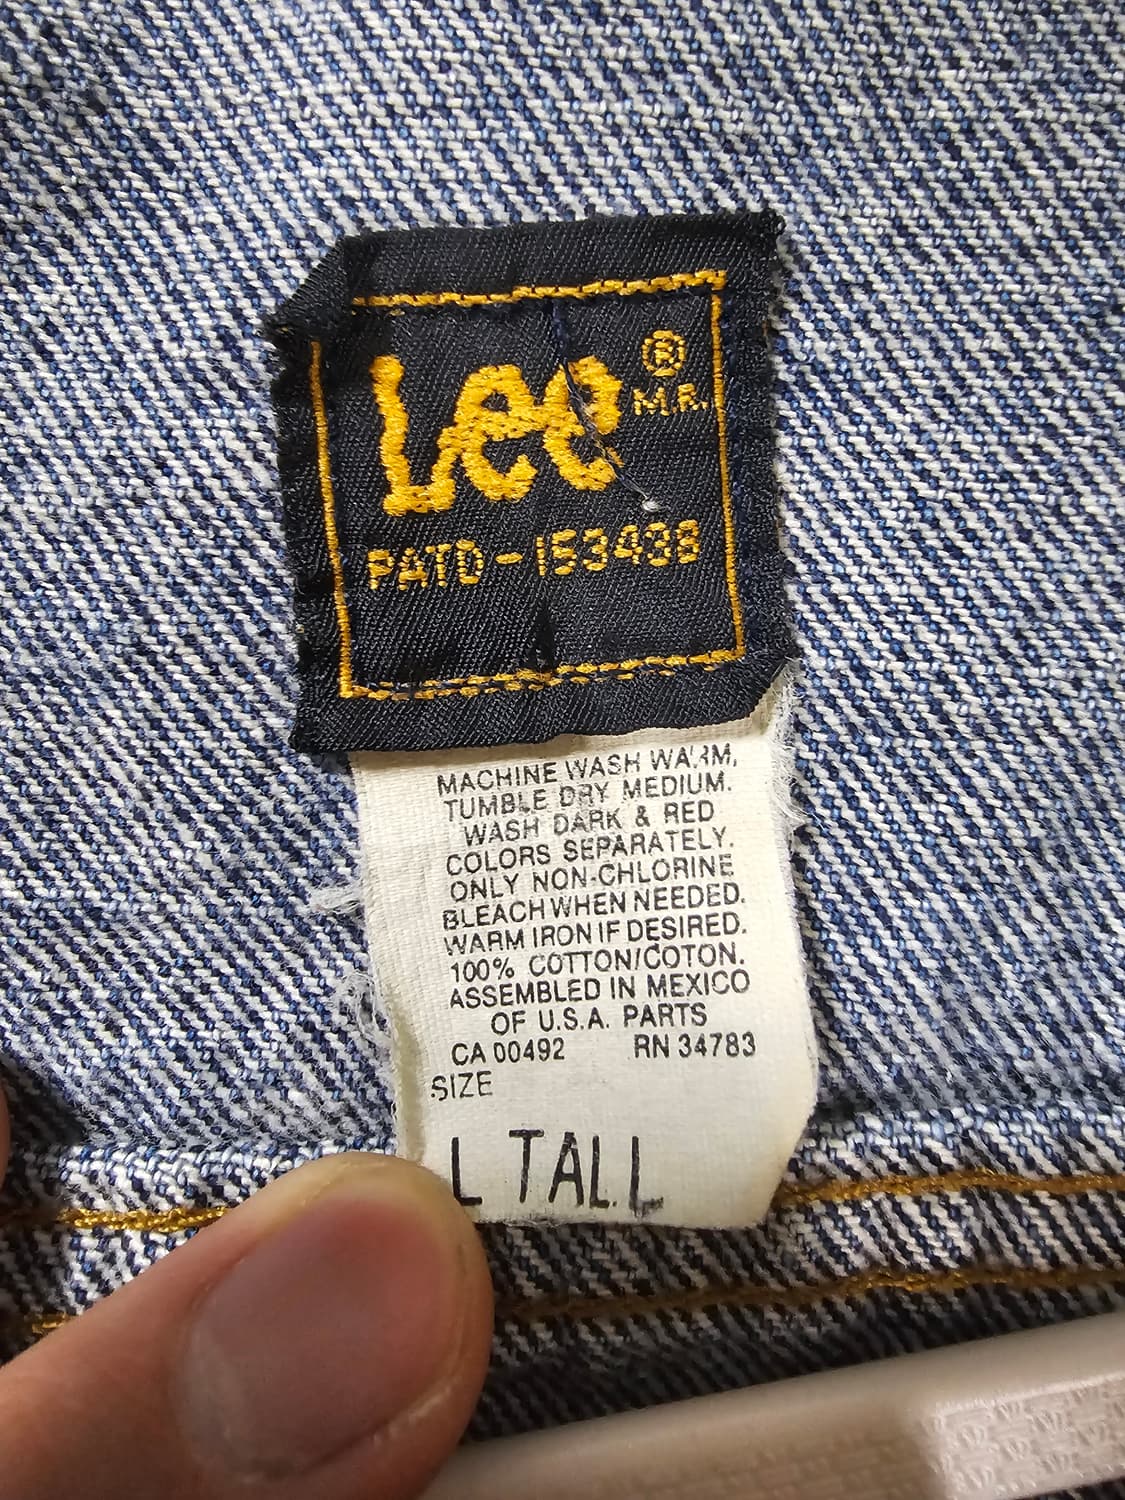 Lee ®
M.R.
PATD-153438
MACHINE WASH WARM,
TUMBLE DRY MEDIUM.
WASH DARK & RED
COLORS SEPARATELY.
ONLY NON-CHLORINE
BLEACH WHEN NEEDED.
WARM IRON IF DESIRED.
100% COTTON/COTON.
ASSEMBLED IN MEXICO
OF U.S.A. PARTS
CA 00492 RN 34783
SIZE
L TALL